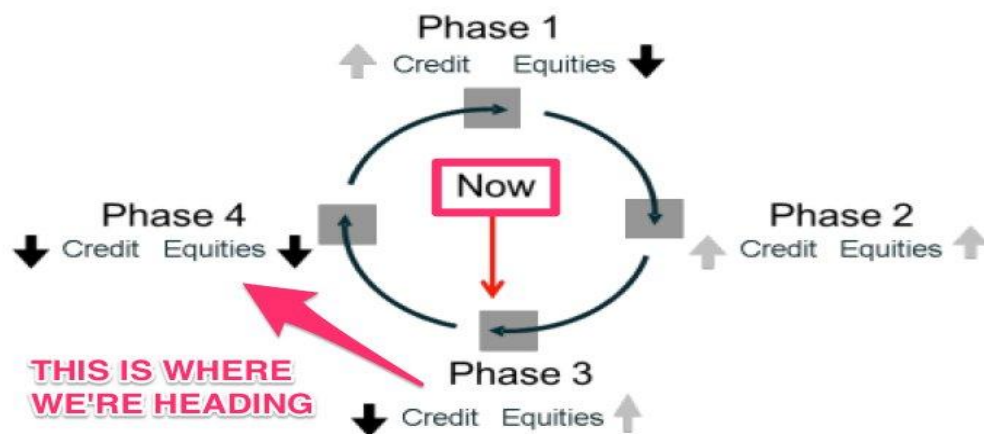 Phase 1
Credit Equities
Now
Phase 4
Credit Equities
Phase 2
Credit Equities
THIS IS WHERE
WE'RE HEADING
Phase 3
Credit Equities